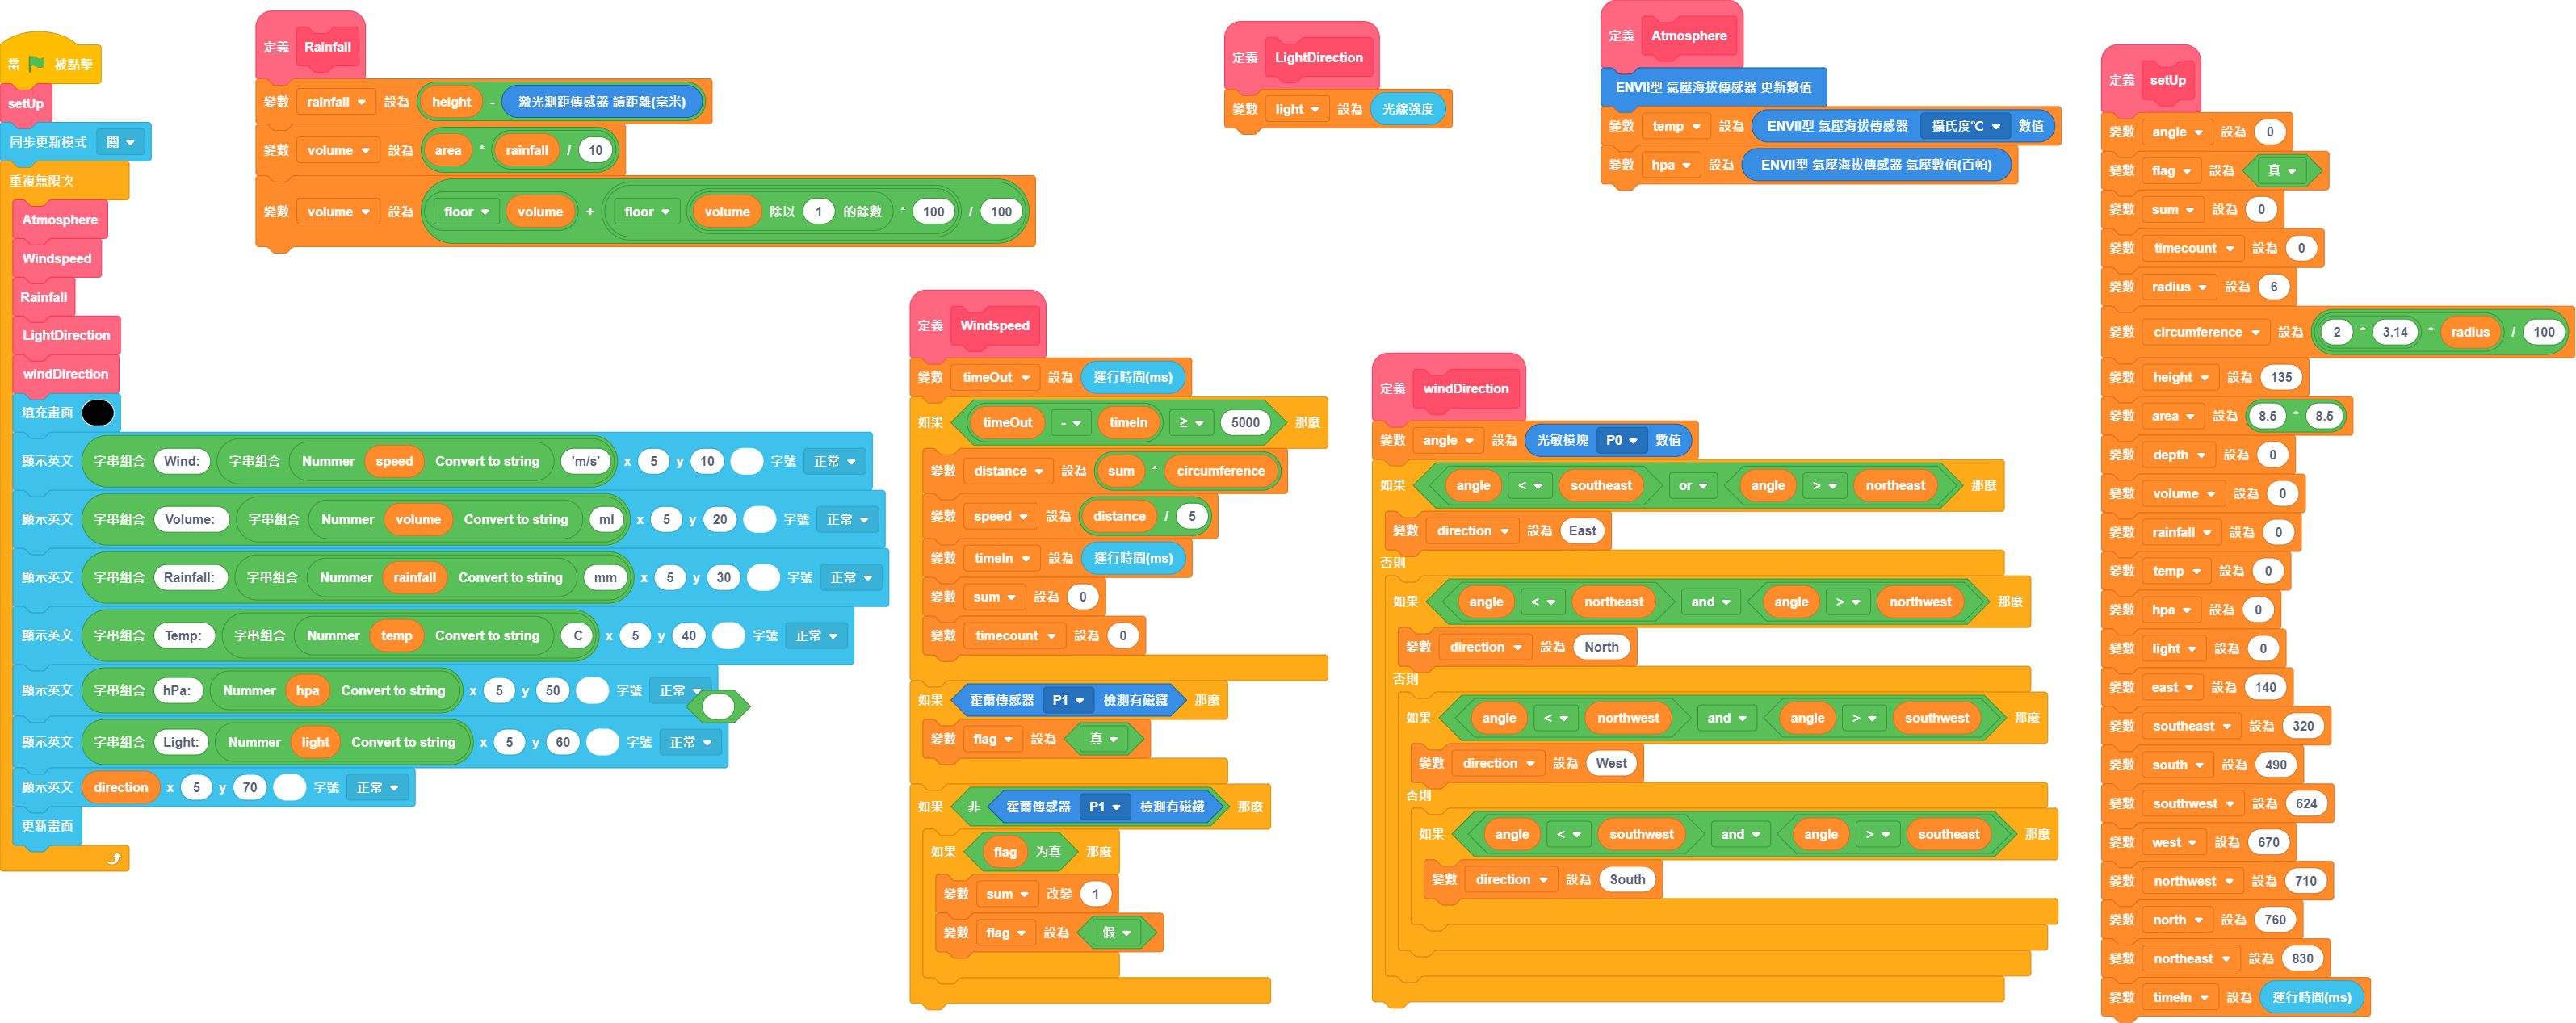 當 被點擊
setUp
同步更新模式 關
重複無限次
Atmosphere
Windspeed
Rainfall
LightDirection
windDirection
填充畫面
顯示英文 字串組合 Wind: 字串組合 Nummer speed Convert to string 'm/s' x 5 y 10 字號 正常
顯示英文 字串組合 Volume: 字串組合 Nummer volume Convert to string ml x 5 y 20 字號 正常
顯示英文 字串組合 Rainfall: 字串組合 Nummer rainfall Convert to string mm x 5 y 30 字號 正常
顯示英文 字串組合 Temp: 字串組合 Nummer temp Convert to string C x 5 y 40 字號 正常
顯示英文 字串組合 hPa: Nummer hpa Convert to string x 5 y 50 字號 正常
顯示英文 字串組合 Light: Nummer light Convert to string x 5 y 60 字號 正常
顯示英文 direction x 5 y 70 字號 正常
更新畫面
定義 Rainfall
變數 rainfall 設為 height - 激光測距傳感器 請距離(毫米)
變數 volume 設為 area * rainfall / 10
變數 volume 設為 floor volume + floor volume 除以 1 的餘數 * 100 / 100
定義 Windspeed
變數 timeOut 設為 運行時間(ms)
如果 timeOut - timeIn ≥ 5000 那麼
變數 distance 設為 sum * circumference
變數 speed 設為 distance / 5
變數 timeIn 設為 運行時間(ms)
變數 sum 設為 0
變數 timecount 設為 0
如果 霍爾傳感器 P1 檢測有磁鐵 那麼
變數 flag 設為 真
如果 非 霍爾傳感器 P1 檢測有磁鐵 那麼
如果 flag 为真 那麼
變數 sum 改變 1
變數 flag 設為 假
定義 LightDirection
變數 light 設為 光線強度
定義 windDirection
變數 angle 設為 光敏模塊 P0 數值
如果 angle < southeast or angle > northeast 那麼
變數 direction 設為 East
否則
如果 angle < northeast and angle > northwest 那麼
變數 direction 設為 North
否則
如果 angle < northwest and angle > southwest 那麼
變數 direction 設為 West
否則
如果 angle < southwest and angle > southeast 那麼
變數 direction 設為 South
定義 Atmosphere
ENVII型 氣壓海拔傳感器 更新數值
變數 temp 設為 ENVII型 氣壓海拔傳感器 攝氏度℃ 數值
變數 hpa 設為 ENVII型 氣壓海拔傳感器 氣壓數值(百帕)
定義 setUp
變數 angle 設為 0
變數 flag 設為 真
變數 sum 設為 0
變數 timecount 設為 0
變數 radius 設為 6
變數 circumference 設為 2 * 3.14 * radius / 100
變數 height 設為 135
變數 area 設為 8.5 * 8.5
變數 depth 設為 0
變數 volume 設為 0
變數 rainfall 設為 0
變數 temp 設為 0
變數 hpa 設為 0
變數 light 設為 0
變數 east 設為 140
變數 southeast 設為 320
變數 south 設為 490
變數 southwest 設為 624
變數 west 設為 670
變數 northwest 設為 710
變數 north 設為 760
變數 northeast 設為 830
變數 timeIn 設為 運行時間(ms)